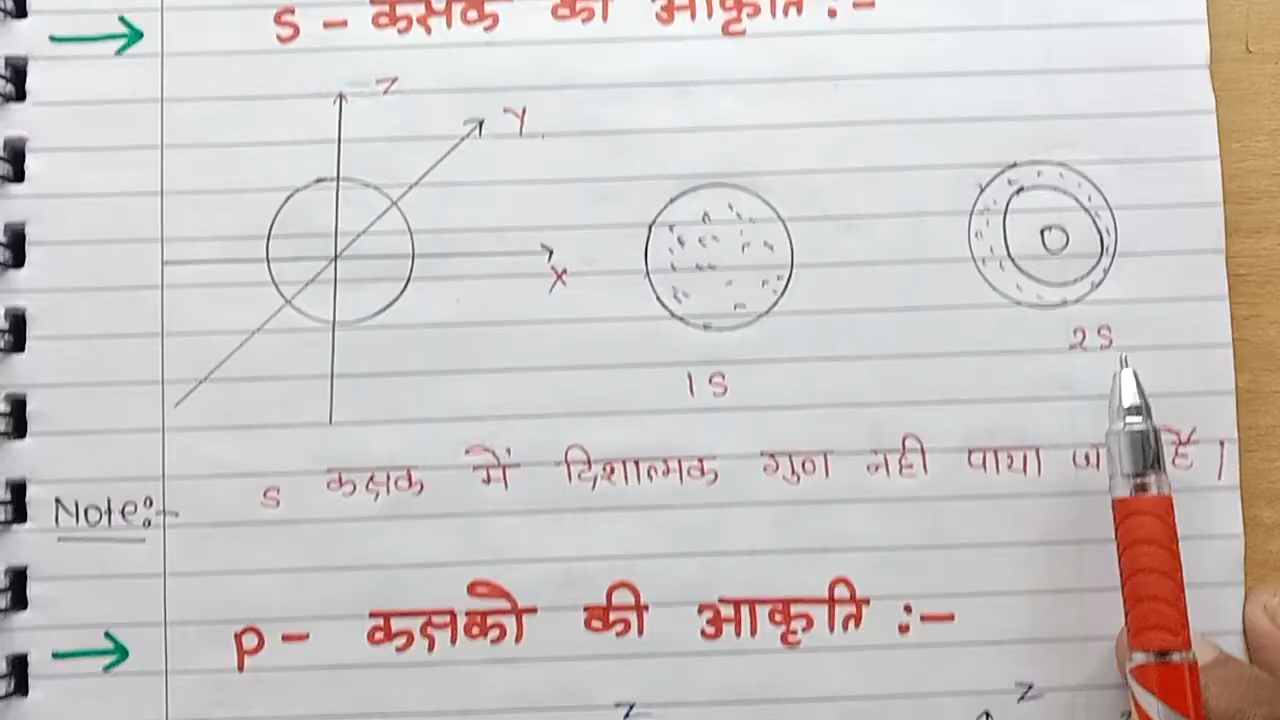 s - कक्षक की आकृति :-
Z
Y
X
1S
2S
Note:- s कक्षक में दिशात्मक गुण नही पाया जा है।
p - कक्षको की आकृति :-
Z
Z